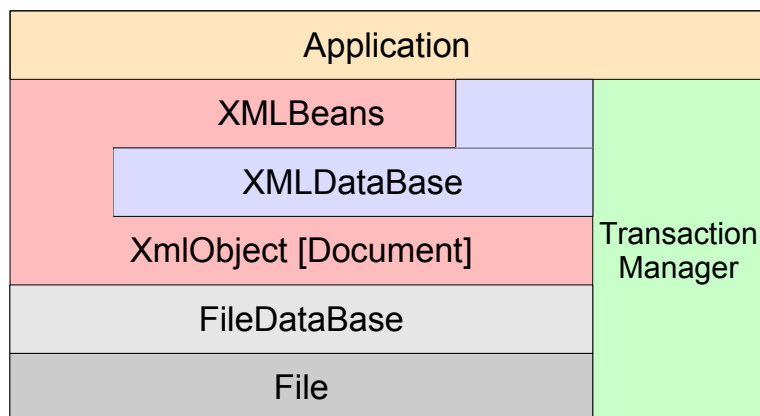 Application
XMLBeans
XMLDataBase
XmlObject [Document]
Transaction
Manager
FileDataBase
File